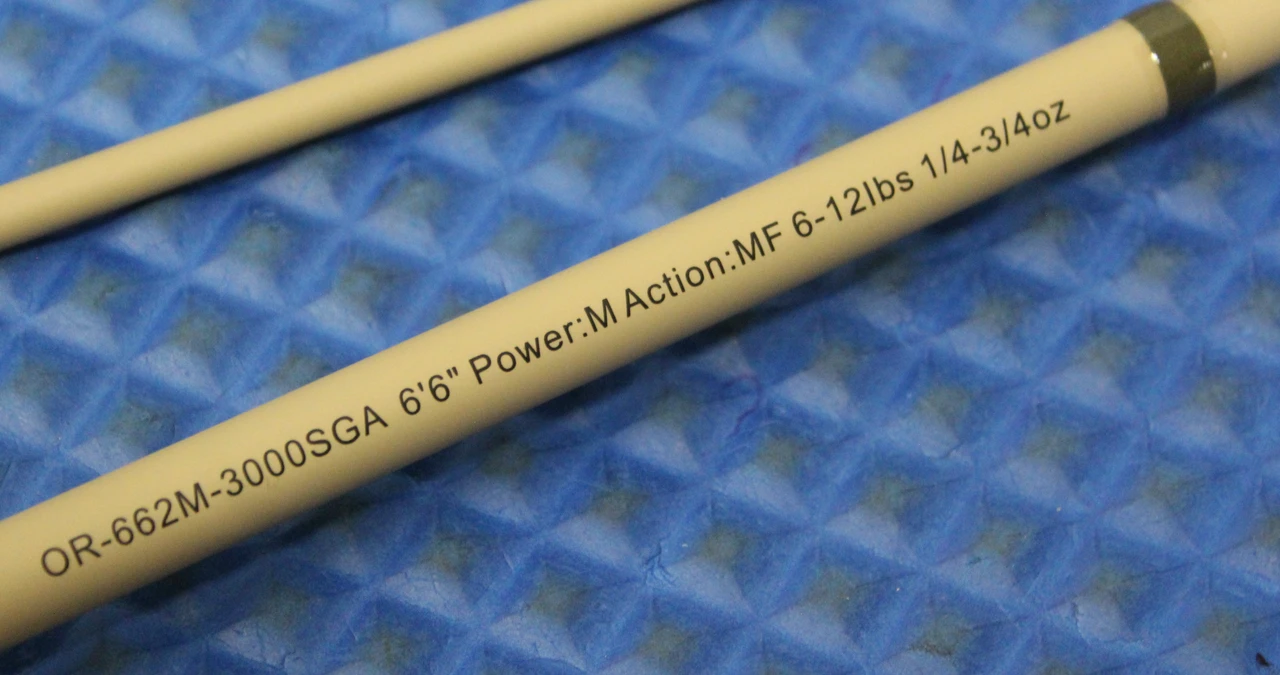 OR-662M-3000SGA 6'6" Power:M Action:MF 6-12lbs 1/4-3/4oz